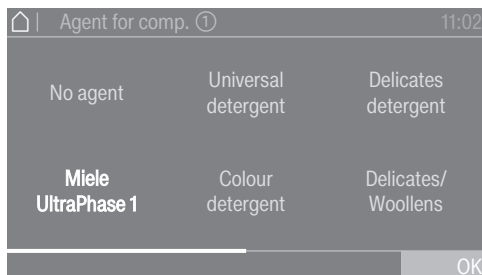 Agent for comp. ①
11:02
No agent
Universal
detergent
Delicates
detergent
Miele
UltraPhase 1
Colour
detergent
Delicates/
Woollens
OK